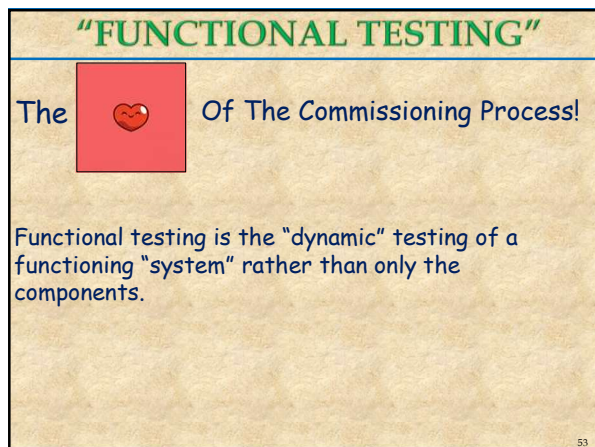 “FUNCTIONAL TESTING”
The Of The Commissioning Process!
Functional testing is the “dynamic” testing of a
functioning “system” rather than only the
components.
53